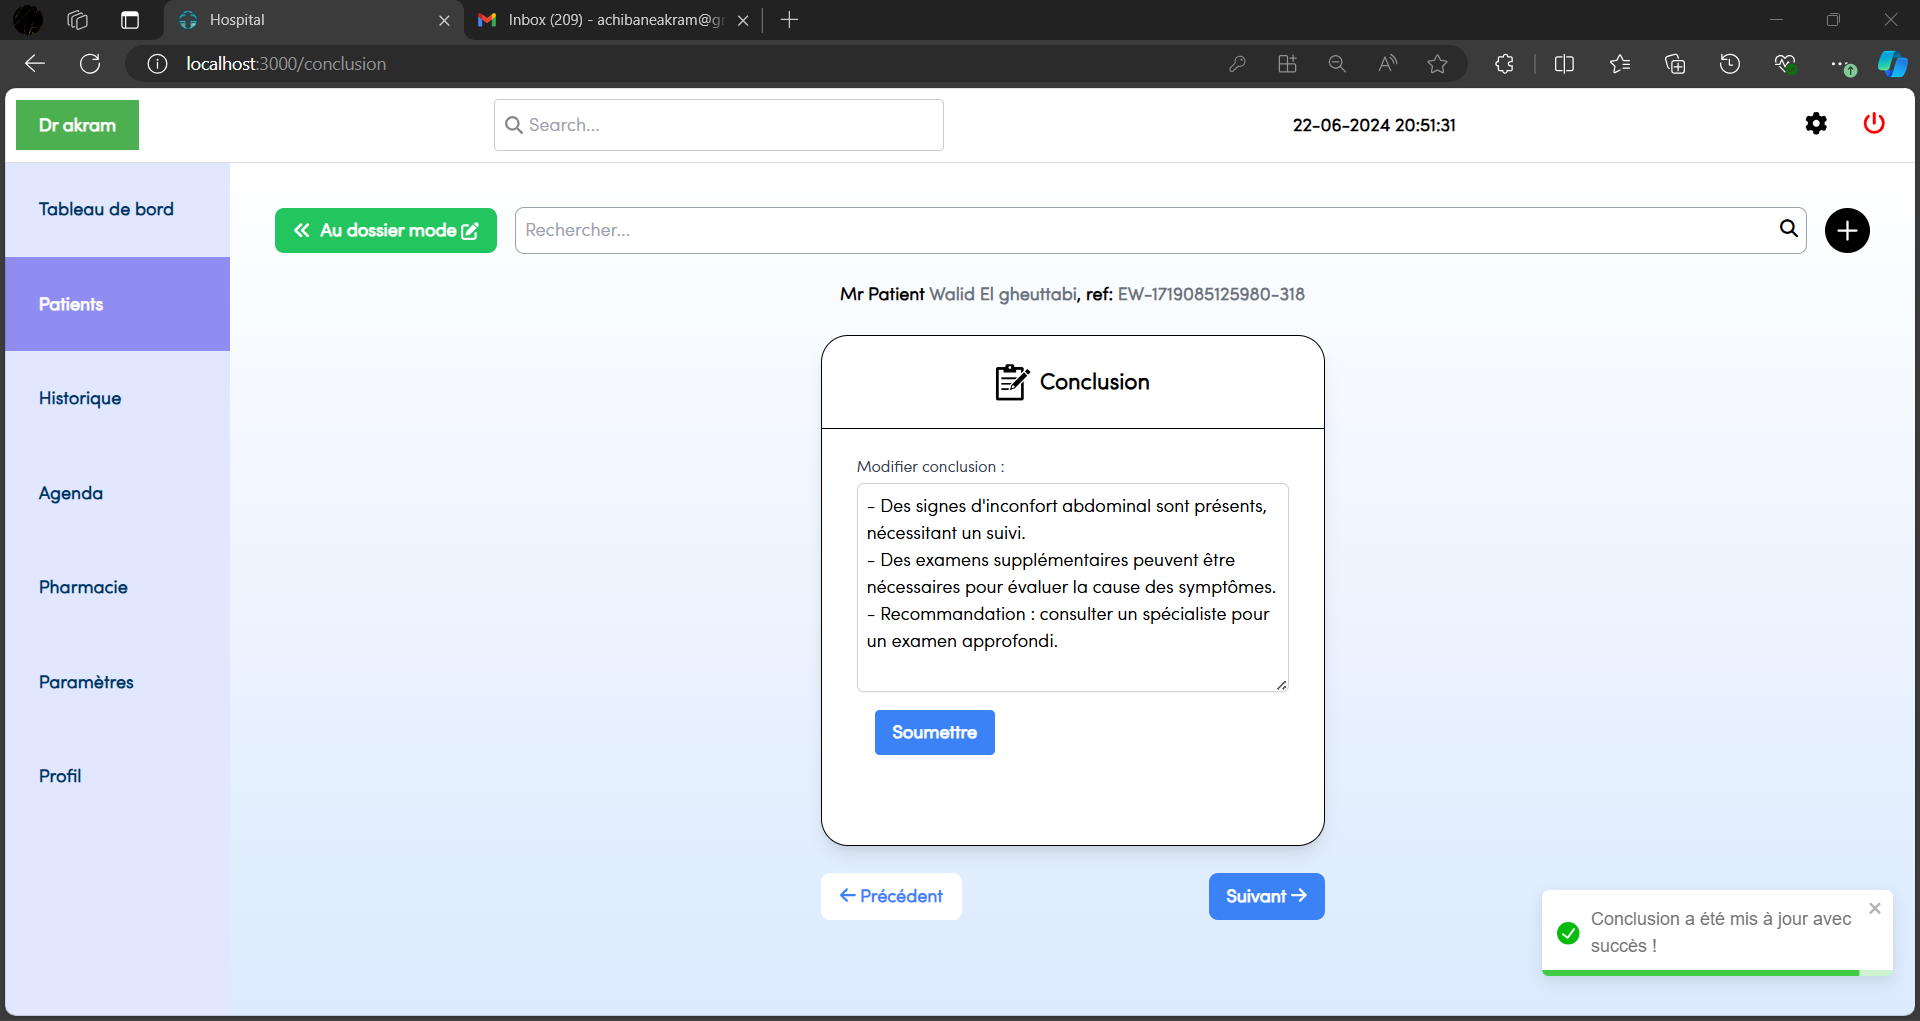 Hospital
Inbox (209) - achibaneakram@gr
localhost:3000/conclusion
Dr akram
Search...
22-06-2024 20:51:31
Tableau de bord
Patients
Historique
Agenda
Pharmacie
Paramètres
Profil
Au dossier mode
Rechercher...
Mr Patient Walid El gheuttabi, ref: EW-1719085125980-318
Conclusion
Modifier conclusion :
- Des signes d'inconfort abdominal sont présents,
nécessitant un suivi.
- Des examens supplémentaires peuvent être
nécessaires pour évaluer la cause des symptômes.
- Recommandation : consulter un spécialiste pour
un examen approfondi.
Soumettre
Précédent
Suivant
Conclusion a été mis à jour avec
succès !